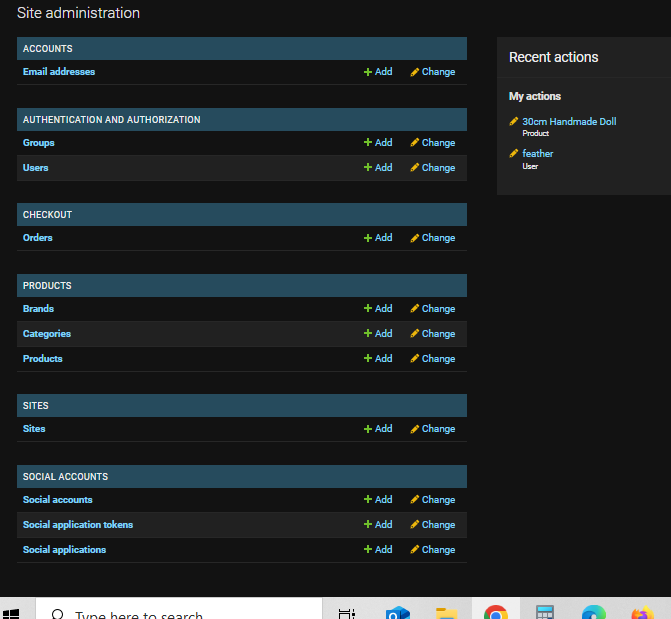 Site administration
ACCOUNTS
Email addresses Add Change
AUTHENTICATION AND AUTHORIZATION
Groups Add Change
Users Add Change
CHECKOUT
Orders Add Change
PRODUCTS
Brands Add Change
Categories Add Change
Products Add Change
SITES
Sites Add Change
SOCIAL ACCOUNTS
Social accounts Add Change
Social application tokens Add Change
Social applications Add Change
Recent actions
My actions
30cm Handmade Doll
Product
feather
User
Type here to search